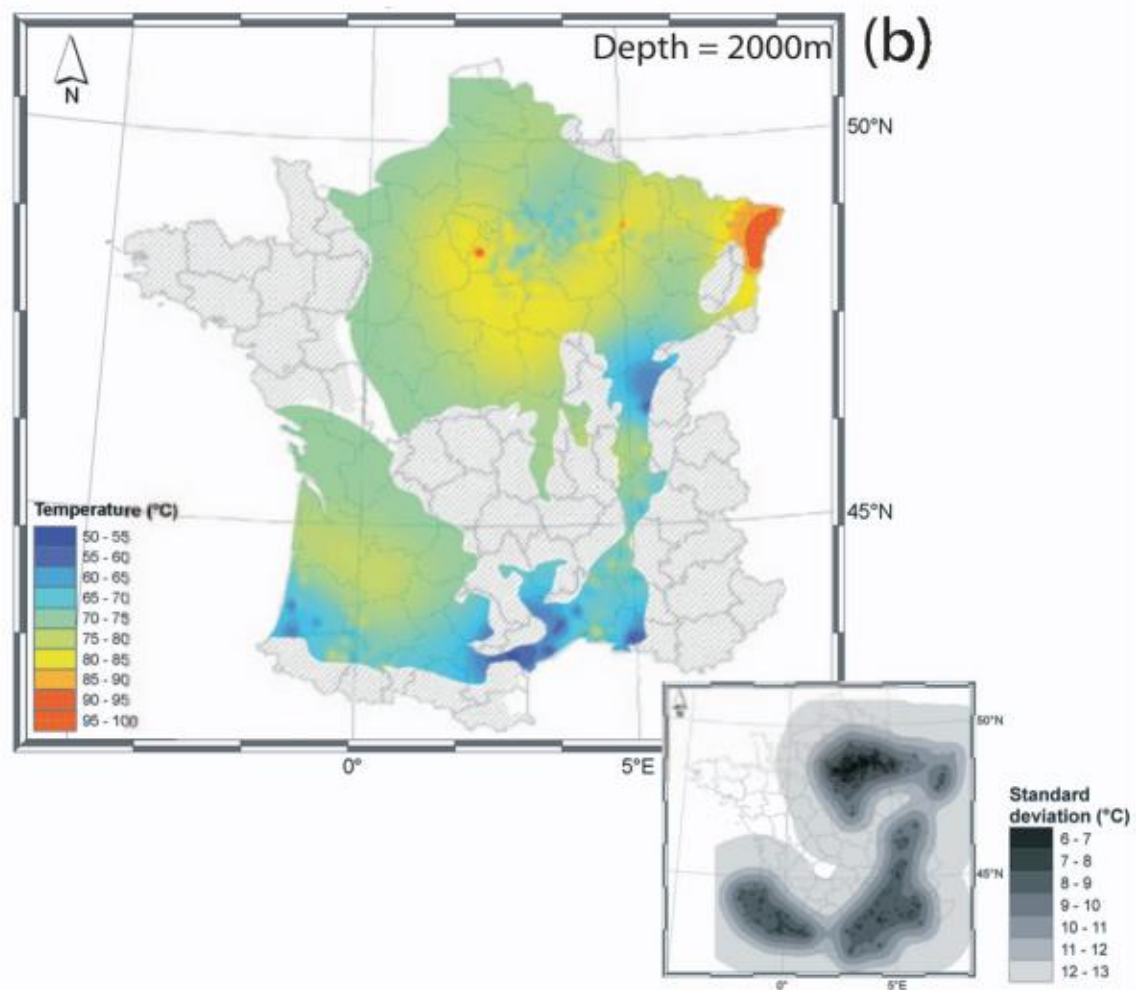 Depth = 2000m
(b)
N
50°N
45°N
Temperature (°C)
50 - 55
55 - 60
60 - 65
65 - 70
70 - 75
75 - 80
80 - 85
85 - 90
90 - 95
95 - 100
0°
5°E
50°N
45°N
0°
5°E
Standard
deviation (°C)
6 - 7
7 - 8
8 - 9
9 - 10
10 - 11
11 - 12
12 - 13